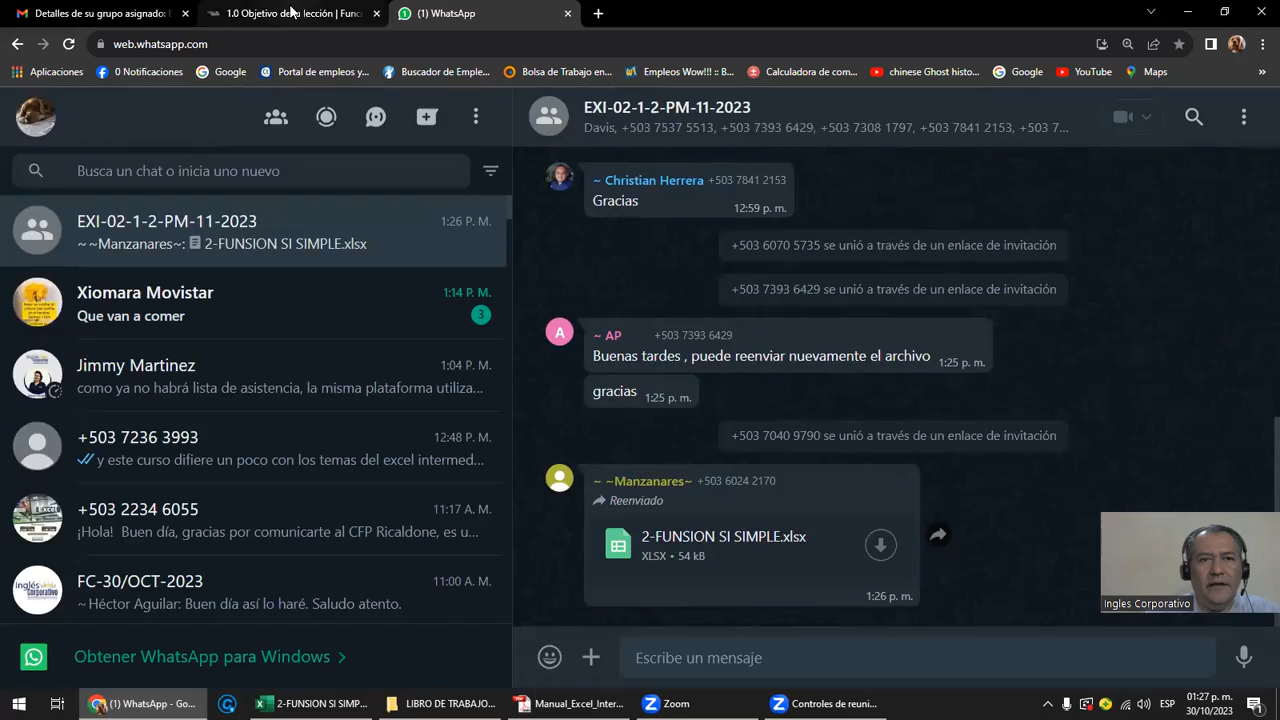 Detalles de su grupo asignado:
1.0 Objetivo de la lección | Func
(1) WhatsApp
web.whatsapp.com
Aplicaciones
0 Notificaciones
Google
Portal de empleos y...
Buscador de Emple...
Bolsa de Trabajo en...
Empleos Wow!!! :: B...
Calculadora de com...
chinese Ghost histo...
Google
YouTube
Maps
Busca un chat o inicia uno nuevo
EXI-02-1-2-PM-11-2023 1:26 P. M.
~ ~Manzanares~: 2-FUNSION SI SIMPLE.xlsx
Xiomara Movistar 1:14 P. M.
Que van a comer 3
Jimmy Martinez 1:04 P. M.
como ya no habrá lista de asistencia, la misma plataforma utiliza...
+503 7236 3993 12:48 P. M.
y este curso difiere un poco con los temas del excel intermed...
+503 2234 6055 11:17 A. M.
¡Hola! Buen día, gracias por comunicarte al CFP Ricaldone, es u...
FC-30/OCT-2023 11:00 A. M.
~ Héctor Aguilar: Buen día así lo haré. Saludo atento.
Obtener WhatsApp para Windows
EXI-02-1-2-PM-11-2023
Davis, +503 7537 5513, +503 7393 6429, +503 7308 1797, +503 7841 2153, +503 7...
~ Christian Herrera +503 7841 2153
Gracias 12:59 p. m.
+503 6070 5735 se unió a través de un enlace de invitación
+503 7393 6429 se unió a través de un enlace de invitación
A ~ AP +503 7393 6429
Buenas tardes , puede reenviar nuevamente el archivo 1:25 p. m.
gracias 1:25 p. m.
+503 7040 9790 se unió a través de un enlace de invitación
~ ~Manzanares~ +503 6024 2170
Reenviado
2-FUNSION SI SIMPLE.xlsx
XLSX • 54 kB
1:26 p. m.
Escribe un mensaje
Ingles Corporativo
(1) WhatsApp - Go...
2-FUNSION SI SIMP...
LIBRO DE TRABAJO...
Manual_Excel_Inter...
Zoom
Controles de reuni...
ESP
01:27 p. m.
30/10/2023